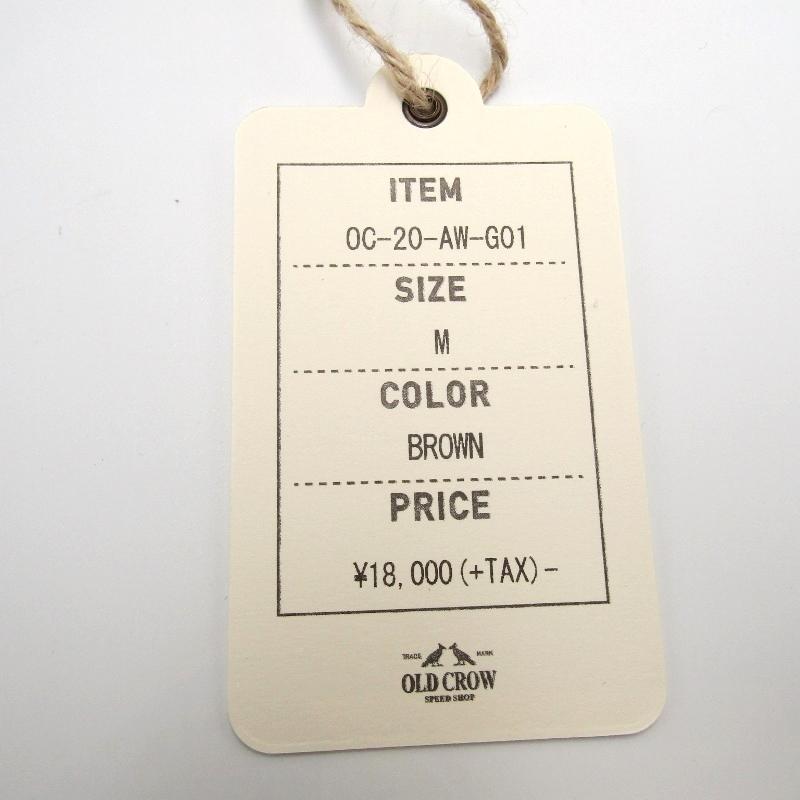 ITEM
OC-20-AW-G01
SIZE
M
COLOR
BROWN
PRICE
¥18,000(+TAX)-
TRADE MARK
OLD CROW
SPEED SHOP